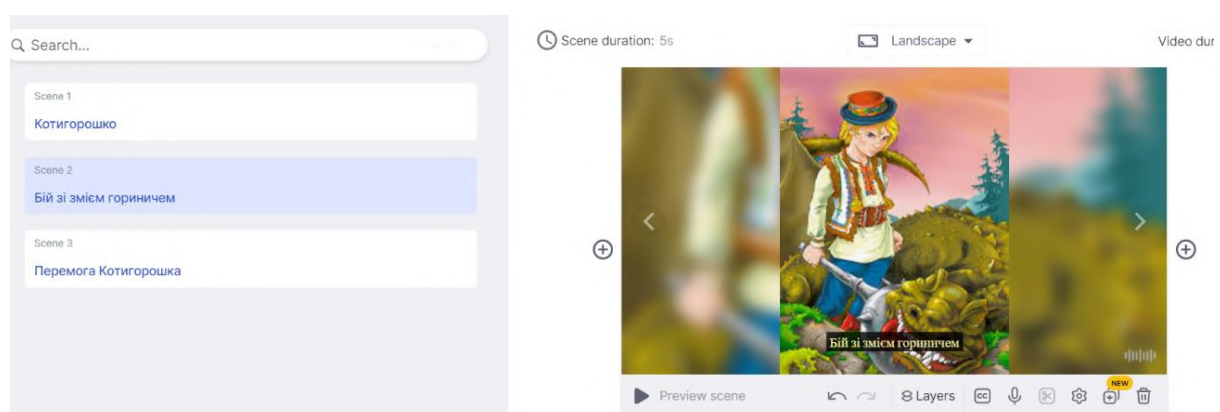 Search...
Scene 1
Котигорошко
Scene 2
Бій зі змієм гориничем
Scene 3
Перемога Котигорошка
Scene duration: 5s
Landscape
Video dur
Бій зі змієм гориничем
Preview scene
Layers
CC
NEW